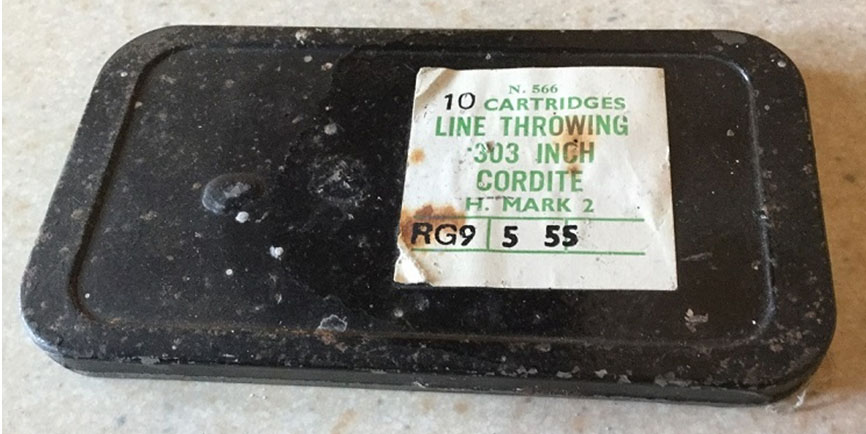 N. 566
10 CARTRIDGES
LINE THROWING
·303 INCH
CORDITE
H. MARK 2
RG9 5 55